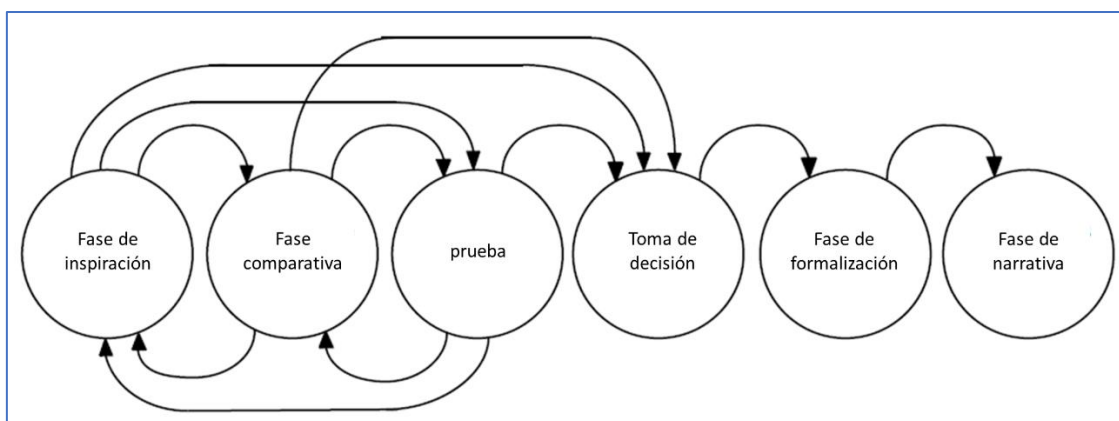 Fase de
inspiración
Fase
comparativa
prueba
Toma de
decisión
Fase de
formalización
Fase de
narrativa